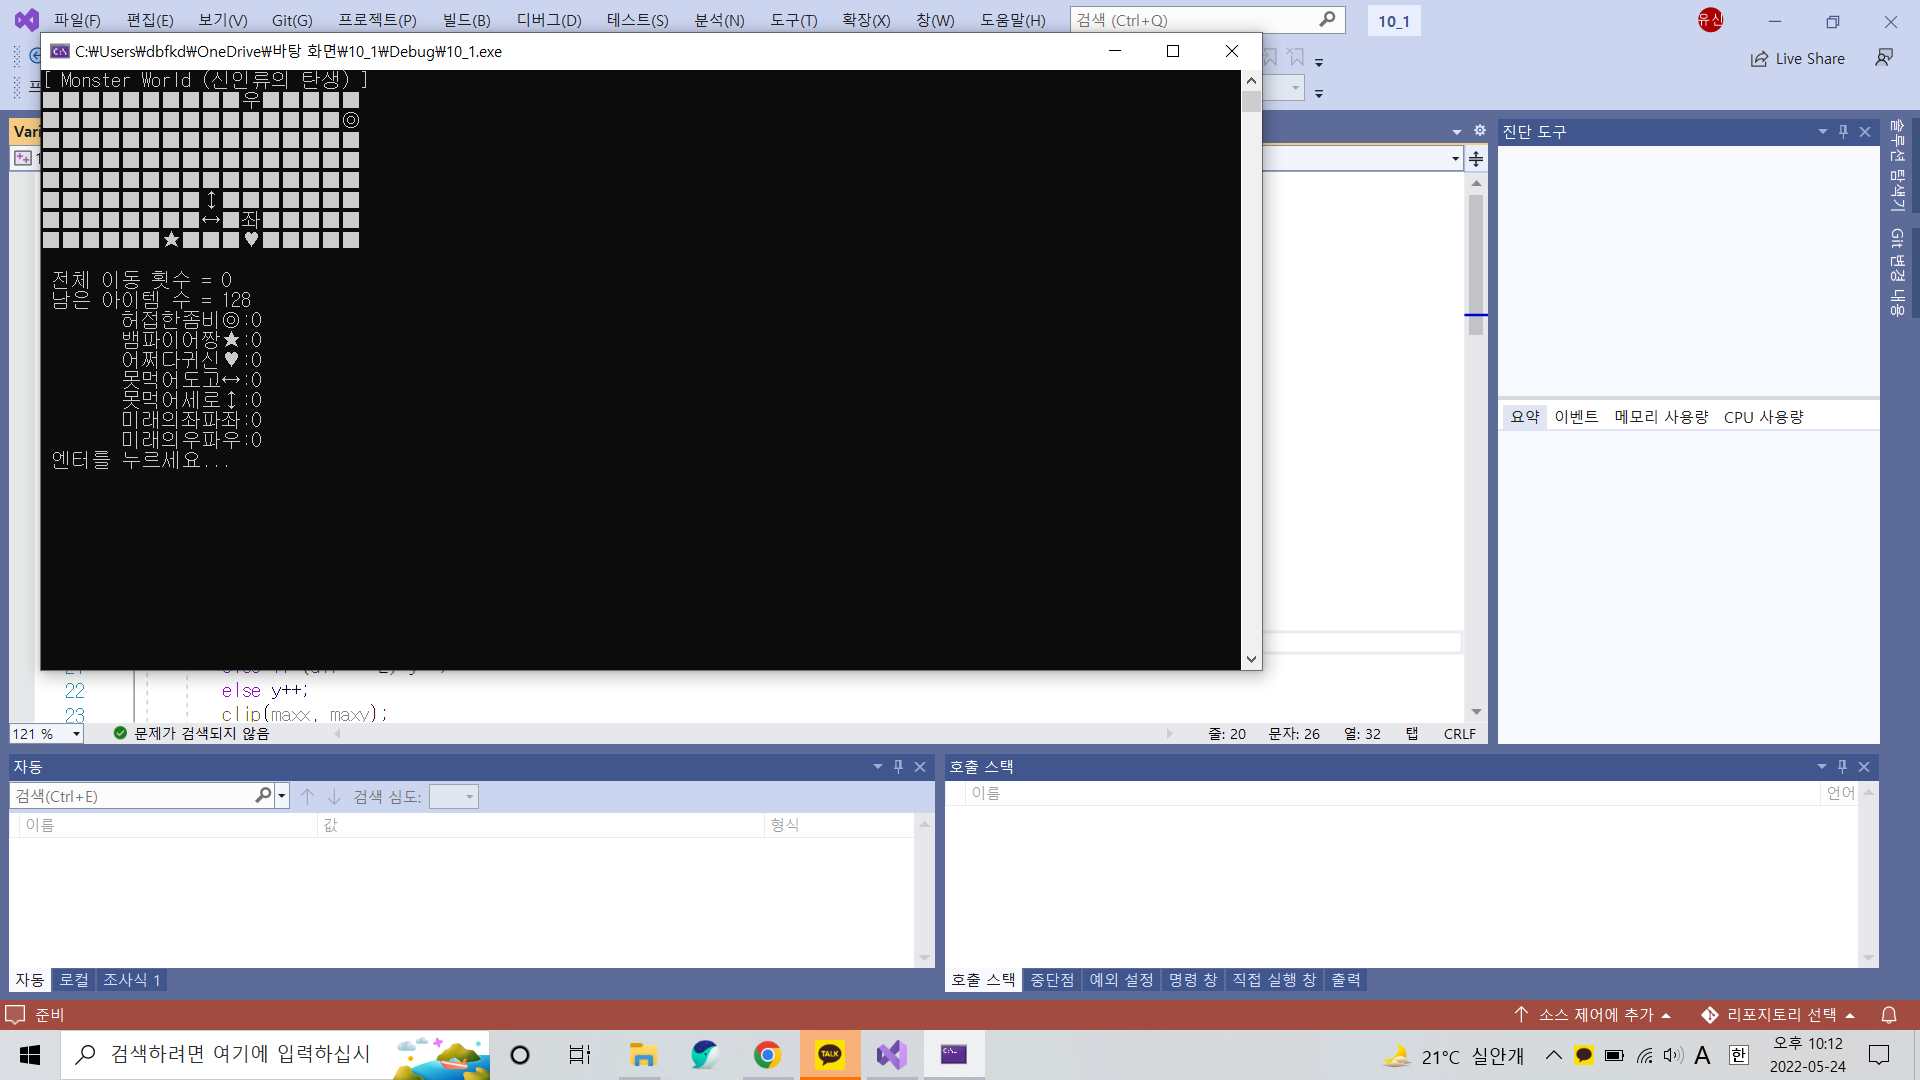 파일(F) 편집(E) 보기(V) Git(G) 프로젝트(P) 빌드(B) 디버그(D) 테스트(S) 분석(N) 도구(T) 확장(X) 창(W) 도움말(H) 검색 (Ctrl+Q) 10_1 유신
C:₩Users₩dbfkd₩OneDrive₩바탕 화면₩10_1₩Debug₩10_1.exe
Live Share
[ Monster World (신인류의 탄생) ]
■■■■■■■■■■우■■■■■
■■■■■■■■■■■■■■■◎
■■■■■■■■■■■■■■■■
■■■■■■■■■■■■■■■■
■■■■■■■■■■■■■■■■
■■■■■■■■↕■■■■■■■
■■■■■■■■↔■좌■■■■■
■■■■■■★■■■♥■■■■■
전체 이동 횟수 = 0
남은 아이템 수 = 128
허접한좀비◎:0
뱀파이어짱★:0
어쩌다귀신♥:0
못먹어도고↔:0
못먹어세로↕:0
미래의좌파좌:0
미래의우파우:0
엔터를 누르세요...
Vari
진단 도구
요약 이벤트 메모리 사용량 CPU 사용량
솔루션 탐색기
Git 변경 내용
22 else y++;
23 clip(maxx, maxy);
121 % 문제가 검색되지 않음 줄: 20 문자: 26 열: 32 탭 CRLF
자동
검색(Ctrl+E) 검색 심도:
이름 값 형식
자동 로컬 조사식 1
호출 스택
이름 언어
호출 스택 중단점 예외 설정 명령 창 직접 실행 창 출력
준비 소스 제어에 추가 리포지토리 선택
검색하려면 여기에 입력하십시 TALK 21°C 실안개 A 한 오후 10:12
2022-05-24